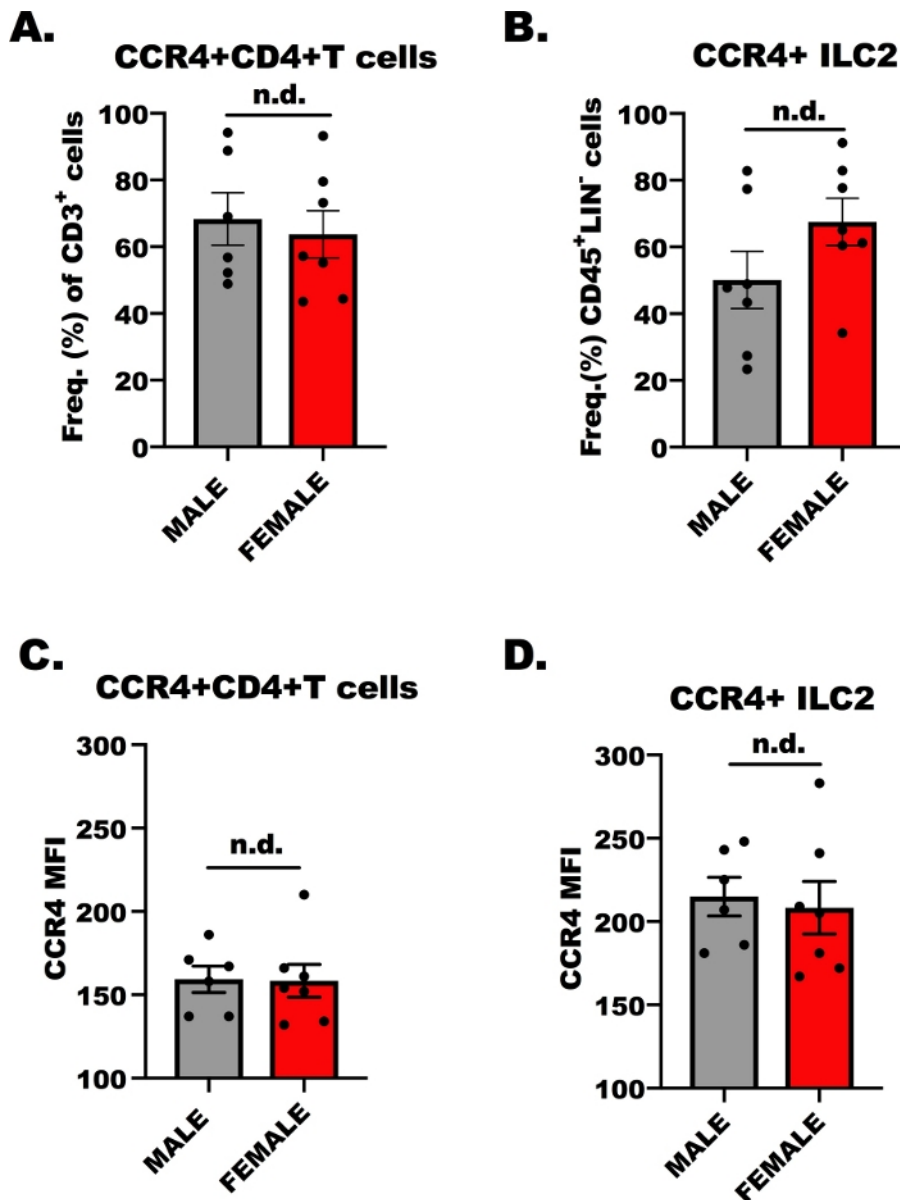 A.
CCR4+CD4+T cells
n.d.
Freq. (%) of CD3+ cells
100
80
60
40
20
0
MALE
FEMALE
B.
CCR4+ ILC2
n.d.
Freq.(%) CD45+LIN- cells
100
80
60
40
20
0
MALE
FEMALE
C.
CCR4+CD4+T cells
n.d.
CCR4 MFI
300
250
200
150
100
MALE
FEMALE
D.
CCR4+ ILC2
n.d.
CCR4 MFI
300
250
200
150
100
MALE
FEMALE